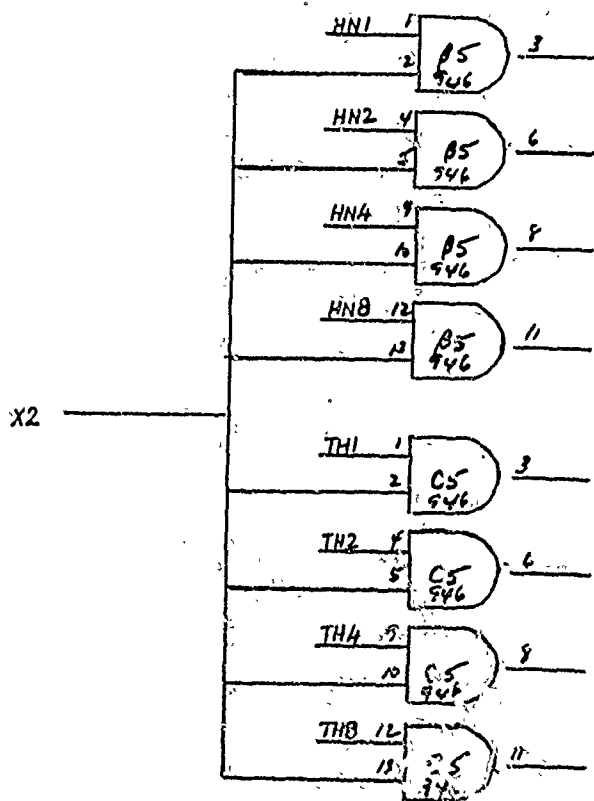 HN1 1
2 B5 3
946
HN2 4
5 B5 6
946
HN4 9
10 B5 8
946
HN8 12
13 B5 11
946
X2
TH1 1
2 C5 3
946
TH2 4
5 C5 6
946
TH4 9
10 C5 8
946
TH8 12
13 11